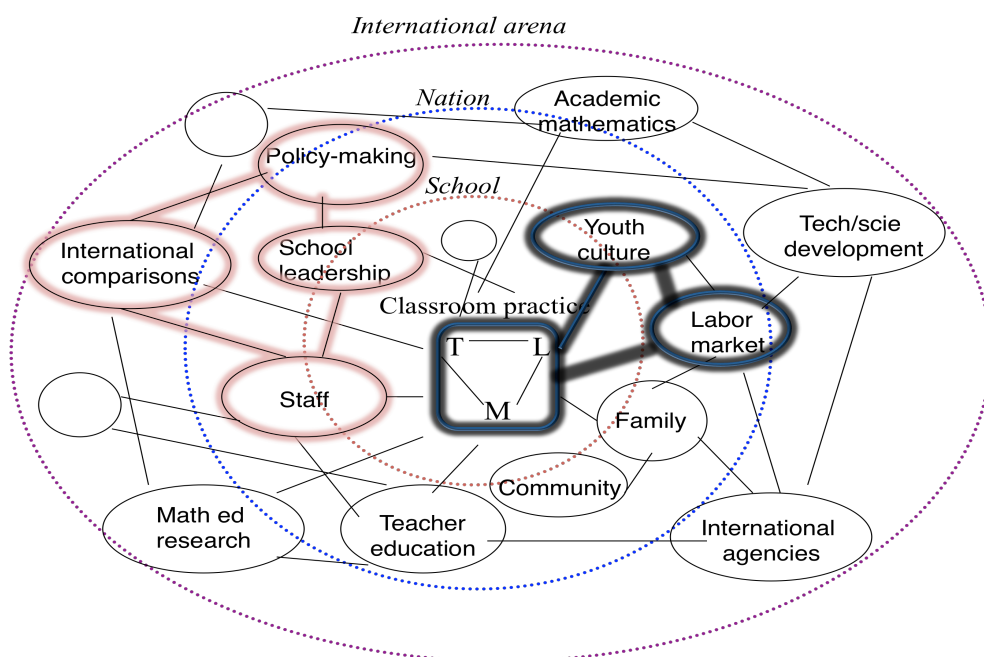 International arena
Nation
Academic
mathematics
Policy-making
School
Youth
culture
Tech/scie
development
International
comparisons
School
leadership
Classroom practice
Labor
market
T
L
M
Staff
Family
Community
Math ed
research
Teacher
education
International
agencies